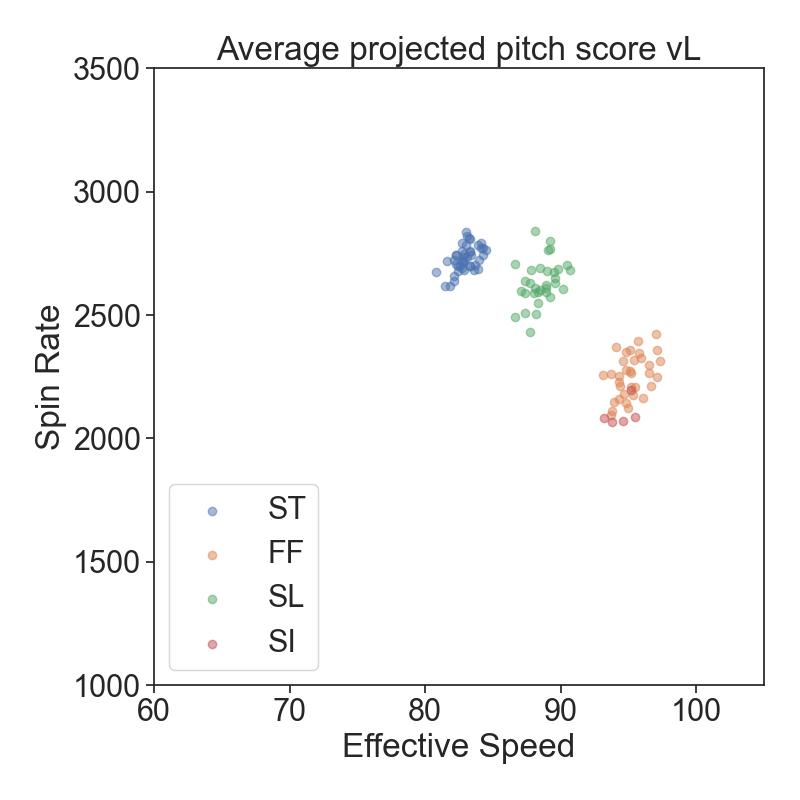 Average projected pitch score vL
3500
3000
2500
2000
1500
1000
Spin Rate
ST
FF
SL
SI
60 70 80 90 100
Effective Speed